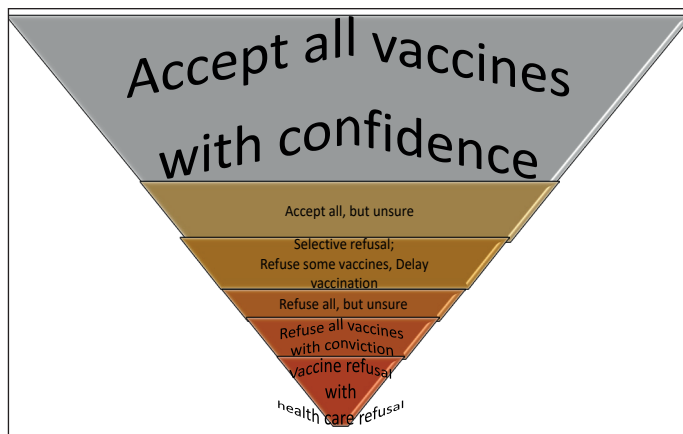 Accept all vaccines
with confidence
Accept all, but unsure
Selective refusal;
Refuse some vaccines, Delay
vaccination
Refuse all, but unsure
Refuse all vaccines
with conviction
Vaccine refusal
with
health care refusal